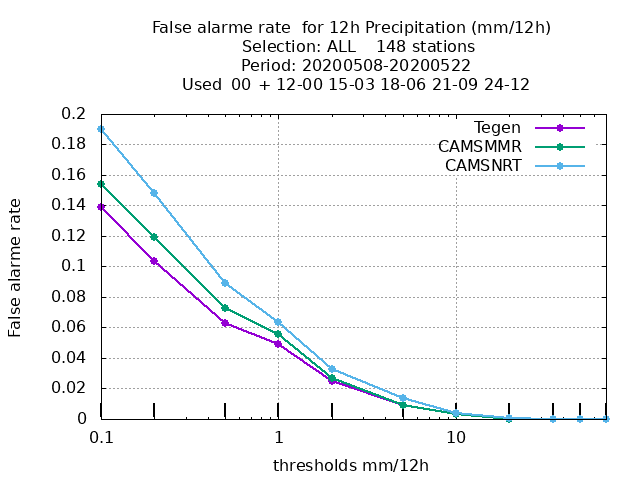 False alarme rate  for 12h Precipitation (mm/12h)
Selection: ALL    148 stations
Period: 20200508-20200522
Used  00  + 12-00 15-03 18-06 21-09 24-12
Tegen
CAMSMMR
CAMSNRT
0.2
0.18
0.16
0.14
0.12
0.1
0.08
0.06
0.04
0.02
0
False alarme rate
0.1
1
10
thresholds mm/12h